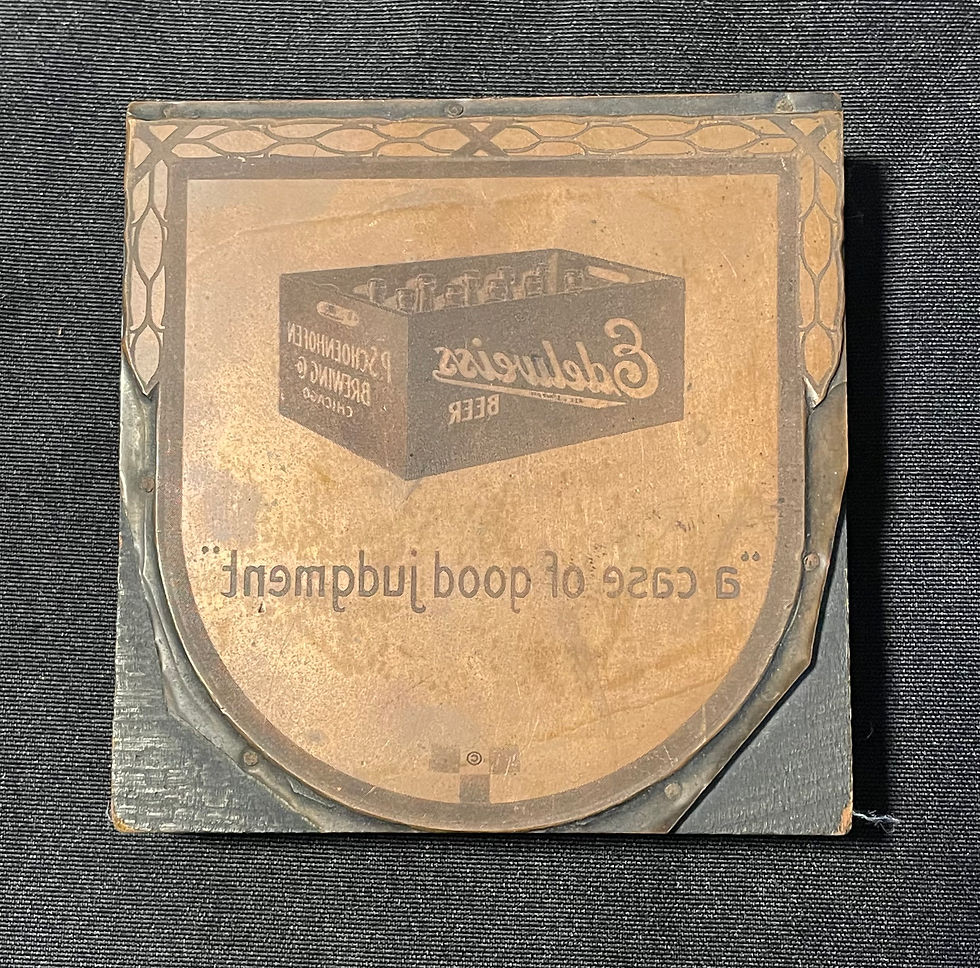 Edelweiss
BEER
P. SCHOENHOFEN
BREWING Co
CHICAGO
"a case of good judgment"
©